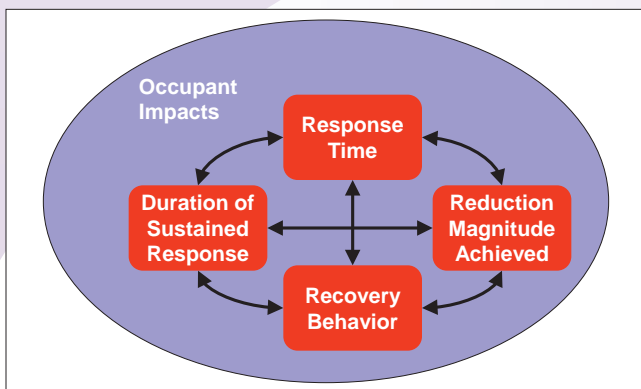 Occupant
Impacts
Response
Time
Duration of
Sustained
Response
Reduction
Magnitude
Achieved
Recovery
Behavior